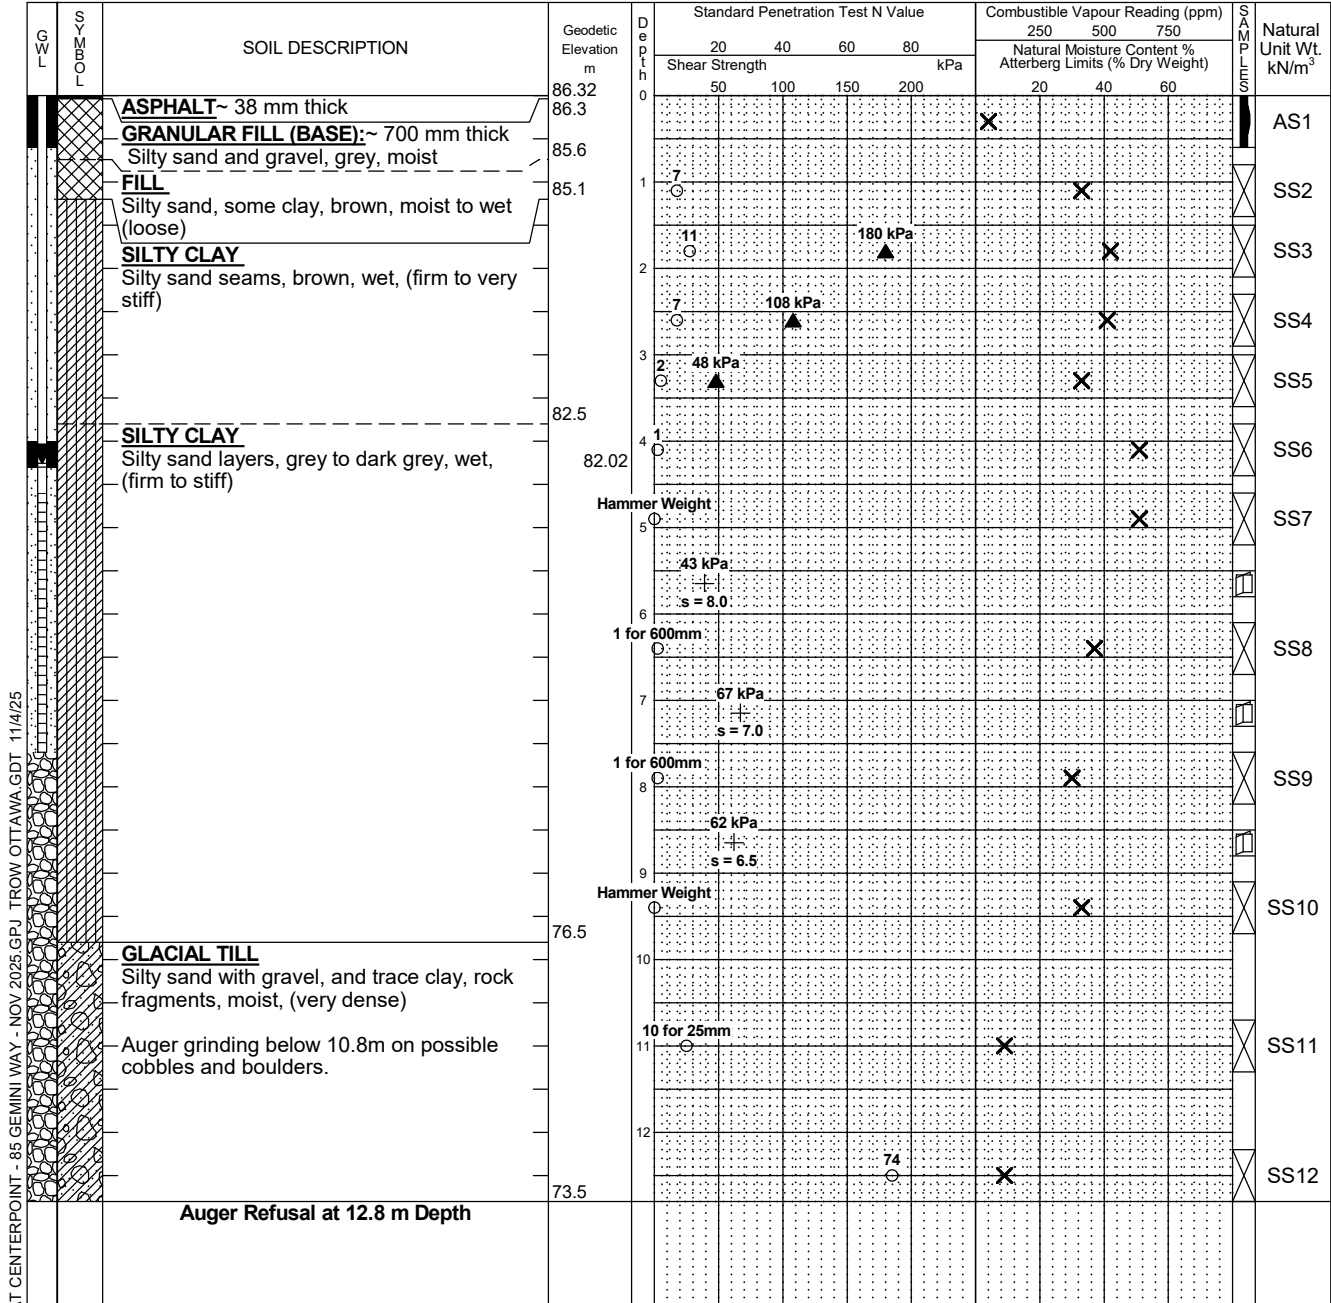 GWL
SYMBOL
SOIL DESCRIPTION
Geodetic
Elevation
m
Depth
Standard Penetration Test N Value
20 40 60 80
Shear Strength kPa
50 100 150 200
Combustible Vapour Reading (ppm)
250 500 750
Natural Moisture Content %
Atterberg Limits (% Dry Weight)
20 40 60
SAMPLES
Natural
Unit Wt.
kN/m³
86.32
0
ASPHALT~ 38 mm thick
86.3
AS1
GRANULAR FILL (BASE):~ 700 mm thick
Silty sand and gravel, grey, moist
85.6
FILL
85.1
1
7
SS2
Silty sand, some clay, brown, moist to wet
(loose)
11
180 kPa
SS3
SILTY CLAY
2
Silty sand seams, brown, wet, (firm to very
stiff)
7
108 kPa
SS4
3
2
48 kPa
SS5
82.5
SILTY CLAY
4
1
SS6
Silty sand layers, grey to dark grey, wet,
82.02
(firm to stiff)
Hammer Weight
5
SS7
43 kPa
s = 8.0
6
1 for 600mm
SS8
7
67 kPa
s = 7.0
1 for 600mm
8
SS9
62 kPa
s = 6.5
9
Hammer Weight
SS10
76.5
GLACIAL TILL
10
Silty sand with gravel, and trace clay, rock
fragments, moist, (very dense)
10 for 25mm
11
SS11
Auger grinding below 10.8m on possible
cobbles and boulders.
12
74
SS12
73.5
Auger Refusal at 12.8 m Depth
T CENTERPOINT - 85 GEMINI WAY - NOV 2025.GPJ TROW OTTAWA.GDT 11/4/25